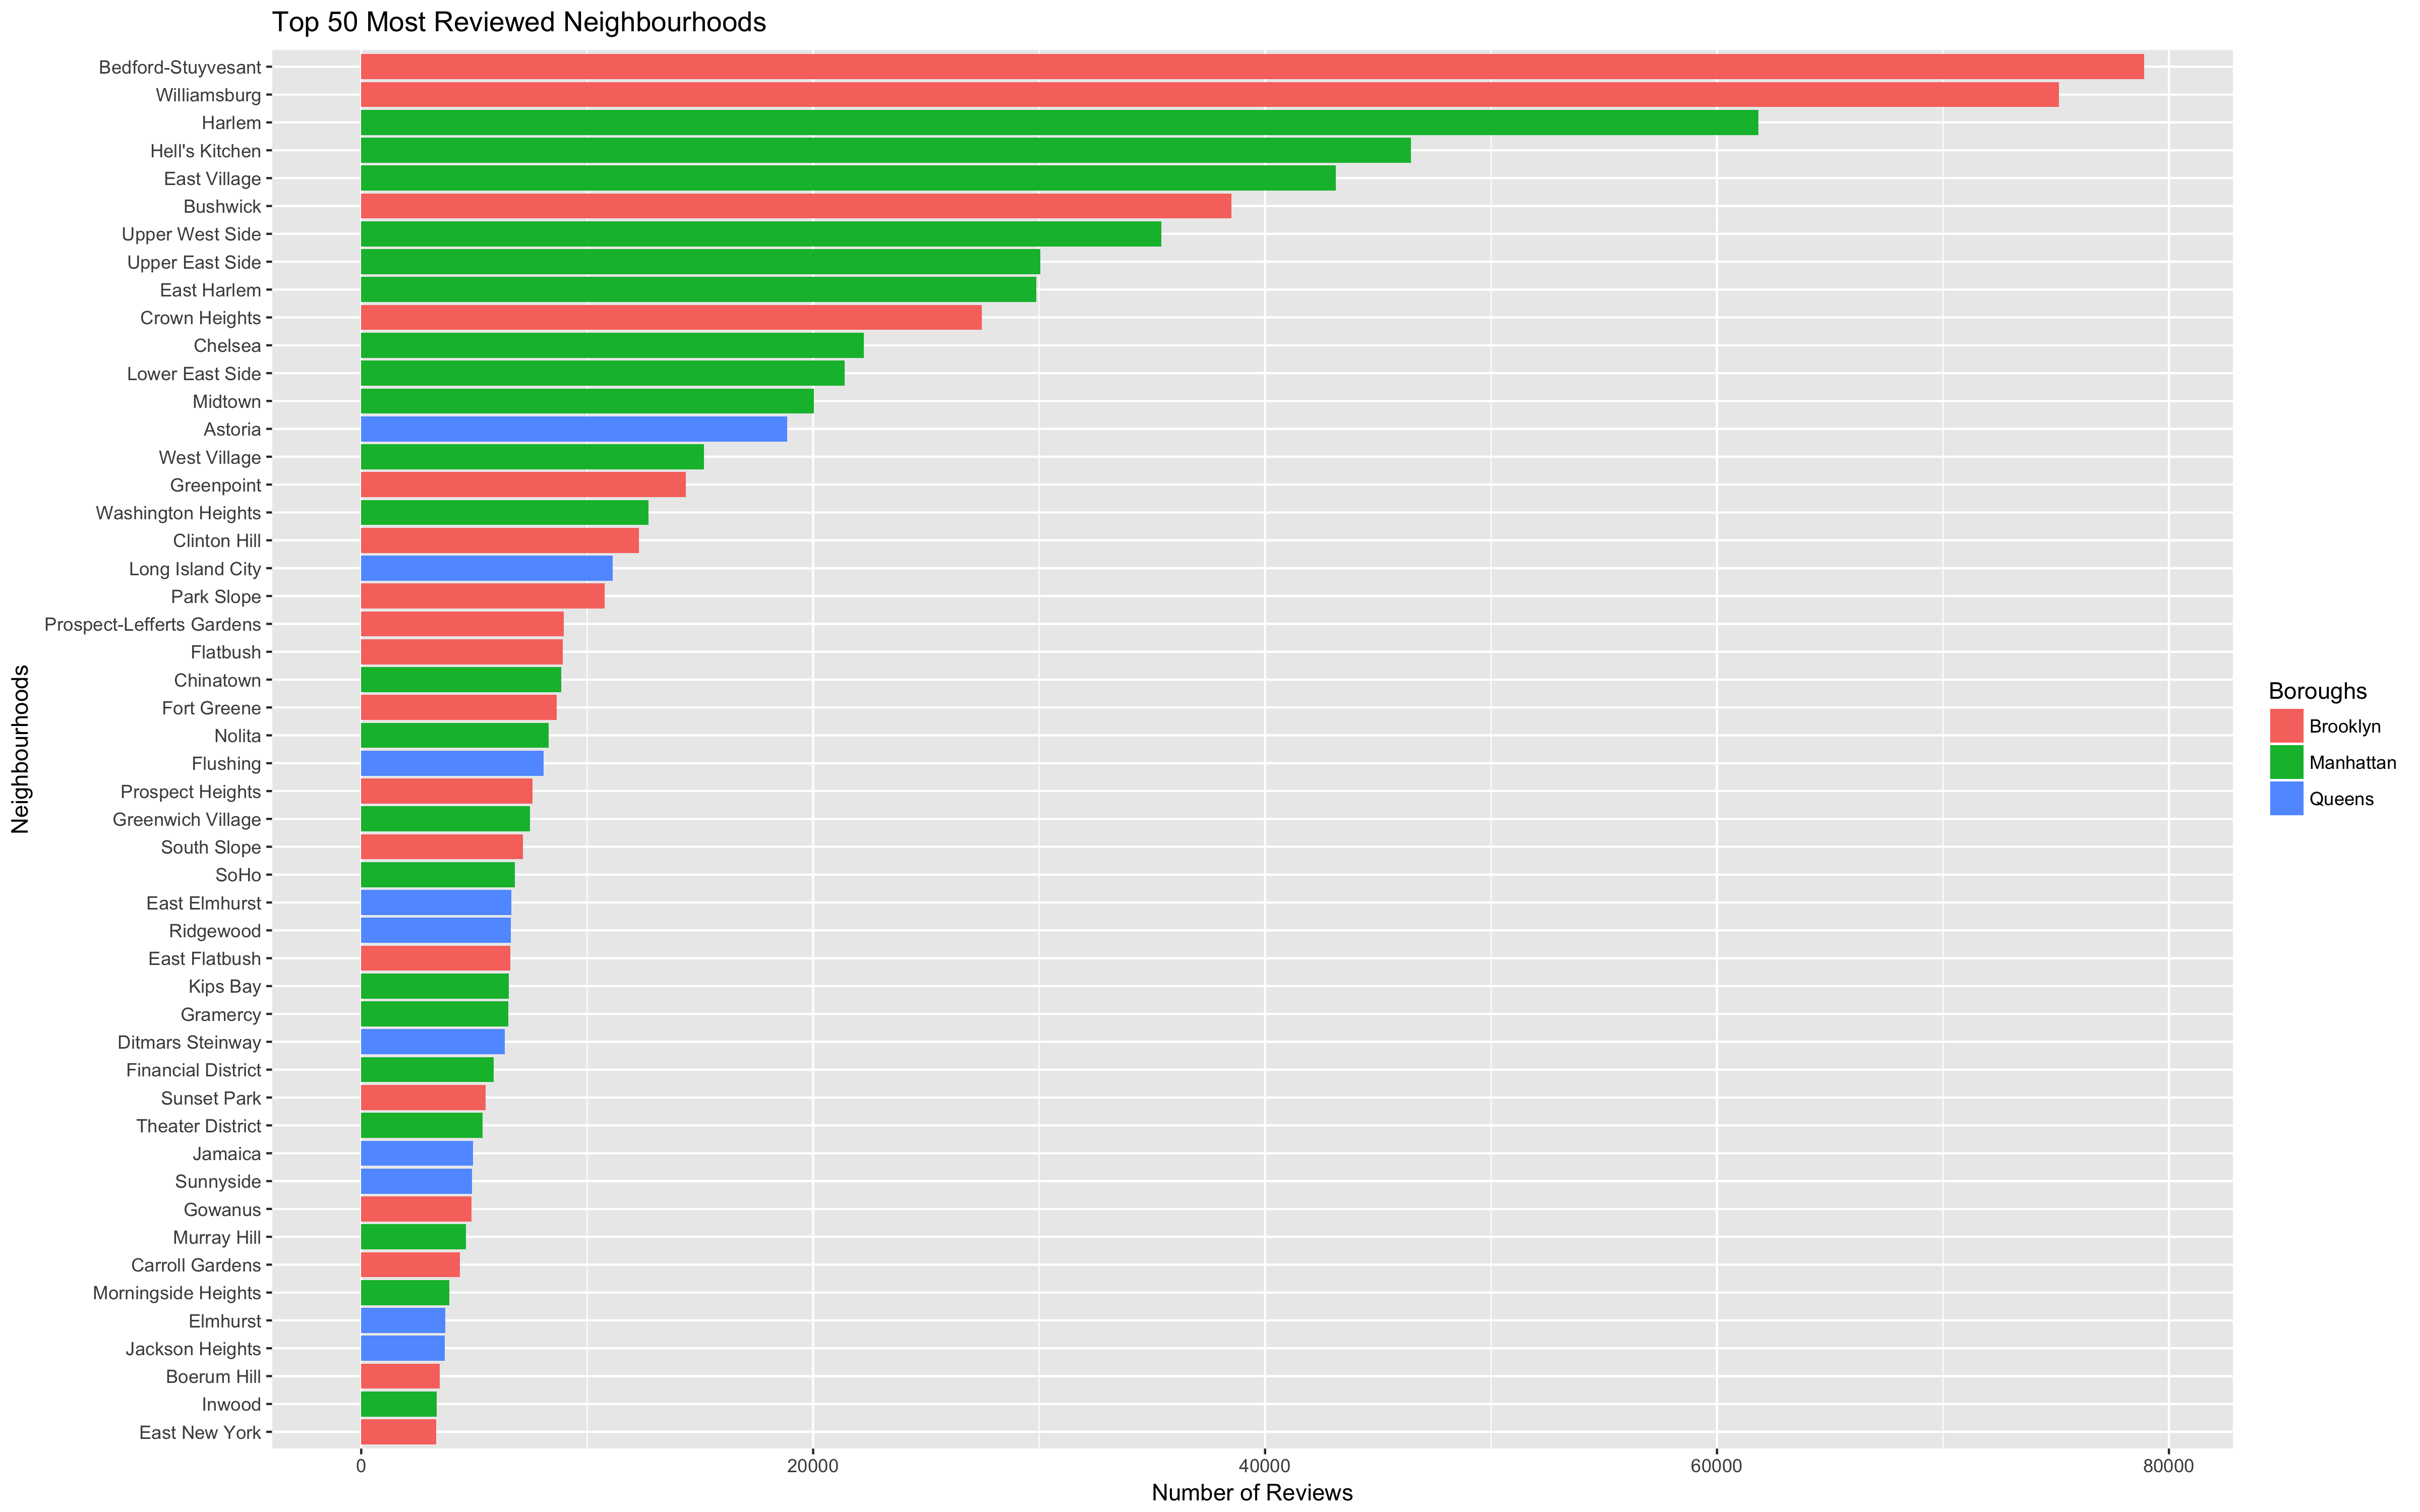 Top 50 Most Reviewed Neighbourhoods
Neighbourhoods
Bedford-Stuyvesant
Williamsburg
Harlem
Hell's Kitchen
East Village
Bushwick
Upper West Side
Upper East Side
East Harlem
Crown Heights
Chelsea
Lower East Side
Midtown
Astoria
West Village
Greenpoint
Washington Heights
Clinton Hill
Long Island City
Park Slope
Prospect-Lefferts Gardens
Flatbush
Chinatown
Fort Greene
Nolita
Flushing
Prospect Heights
Greenwich Village
South Slope
SoHo
East Elmhurst
Ridgewood
East Flatbush
Kips Bay
Gramercy
Ditmars Steinway
Financial District
Sunset Park
Theater District
Jamaica
Sunnyside
Gowanus
Murray Hill
Carroll Gardens
Morningside Heights
Elmhurst
Jackson Heights
Boerum Hill
Inwood
East New York
0 20000 40000 60000 80000
Number of Reviews
Boroughs
Brooklyn
Manhattan
Queens